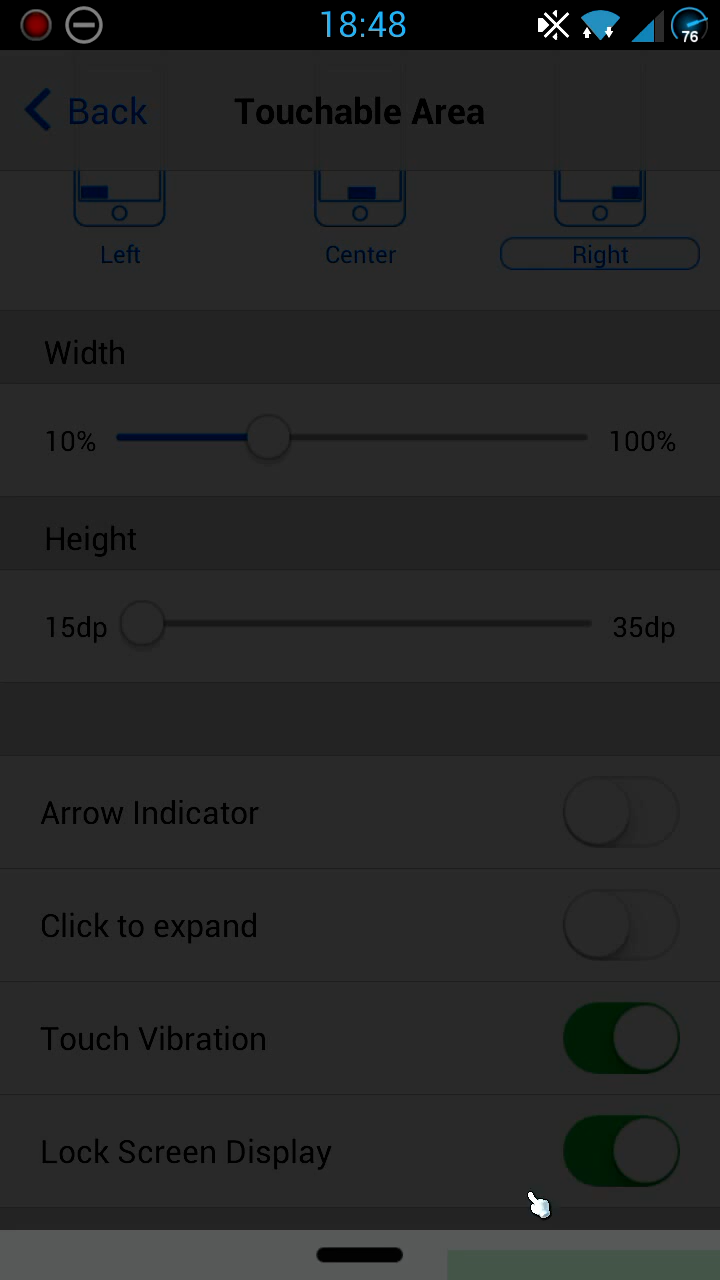 18:48
76
Back
Touchable Area
Left
Center
Right
Width
10%
100%
Height
15dp
35dp
Arrow Indicator
Click to expand
Touch Vibration
Lock Screen Display